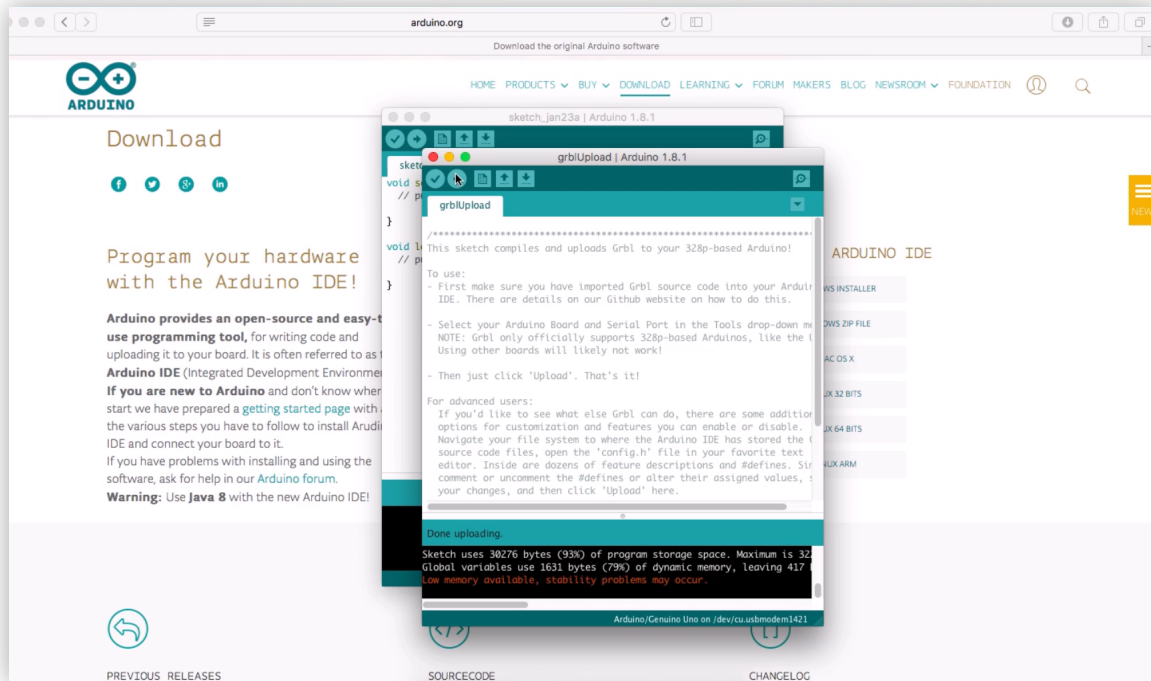 arduino.org
Download the original Arduino software
ARDUINO
HOME PRODUCTS BUY DOWNLOAD LEARNING FORUM MAKERS BLOG NEWSROOM FOUNDATION
Download
Program your hardware
with the Arduino IDE!
Arduino provides an open-source and easy-t
use programming tool, for writing code and
uploading it to your board. It is often referred to as
Arduino IDE (Integrated Development Environme
If you are new to Arduino and don't know wher
start we have prepared a getting started page with
the various steps you have to follow to install Arudi
IDE and connect your board to it.
If you have problems with installing and using the
software, ask for help in our Arduino forum.
Warning: Use Java 8 with the new Arduino IDE!
sketch_jan23a | Arduino 1.8.1
sket
void s
// p
}
void l
// p
}
grblUpload | Arduino 1.8.1
grblUpload
/***********************************************************************
This sketch compiles and uploads Grbl to your 328p-based Arduino!
To use:
- First make sure you have imported Grbl source code into your Arduin
IDE. There are details on our Github website on how to do this.
- Select your Arduino Board and Serial Port in the Tools drop-down m
NOTE: Grbl only officially supports 328p-based Arduinos, like the U
Using other boards will likely not work!
- Then just click 'Upload'. That's it!
For advanced users:
If you'd like to see what else Grbl can do, there are some addition
options for customization and features you can enable or disable.
Navigate your file system to where the Arduino IDE has stored the
source code files, open the 'config.h' file in your favorite text
editor. Inside are dozens of feature descriptions and #defines. Si
comment or uncomment the #defines or alter their assigned values, s
your changes, and then click 'Upload' here.
Done uploading.
Sketch uses 30276 bytes (93%) of program storage space. Maximum is 32
Global variables use 1631 bytes (79%) of dynamic memory, leaving 417
Low memory available, stability problems may occur.
Arduino/Genuino Uno on /dev/cu.usbmodem1421
ARDUINO IDE
WS INSTALLER
OWS ZIP FILE
AC OS X
UX 32 BITS
UX 64 BITS
UX ARM
NEW
PREVIOUS RELEASES
SOURCECODE
CHANGELOG